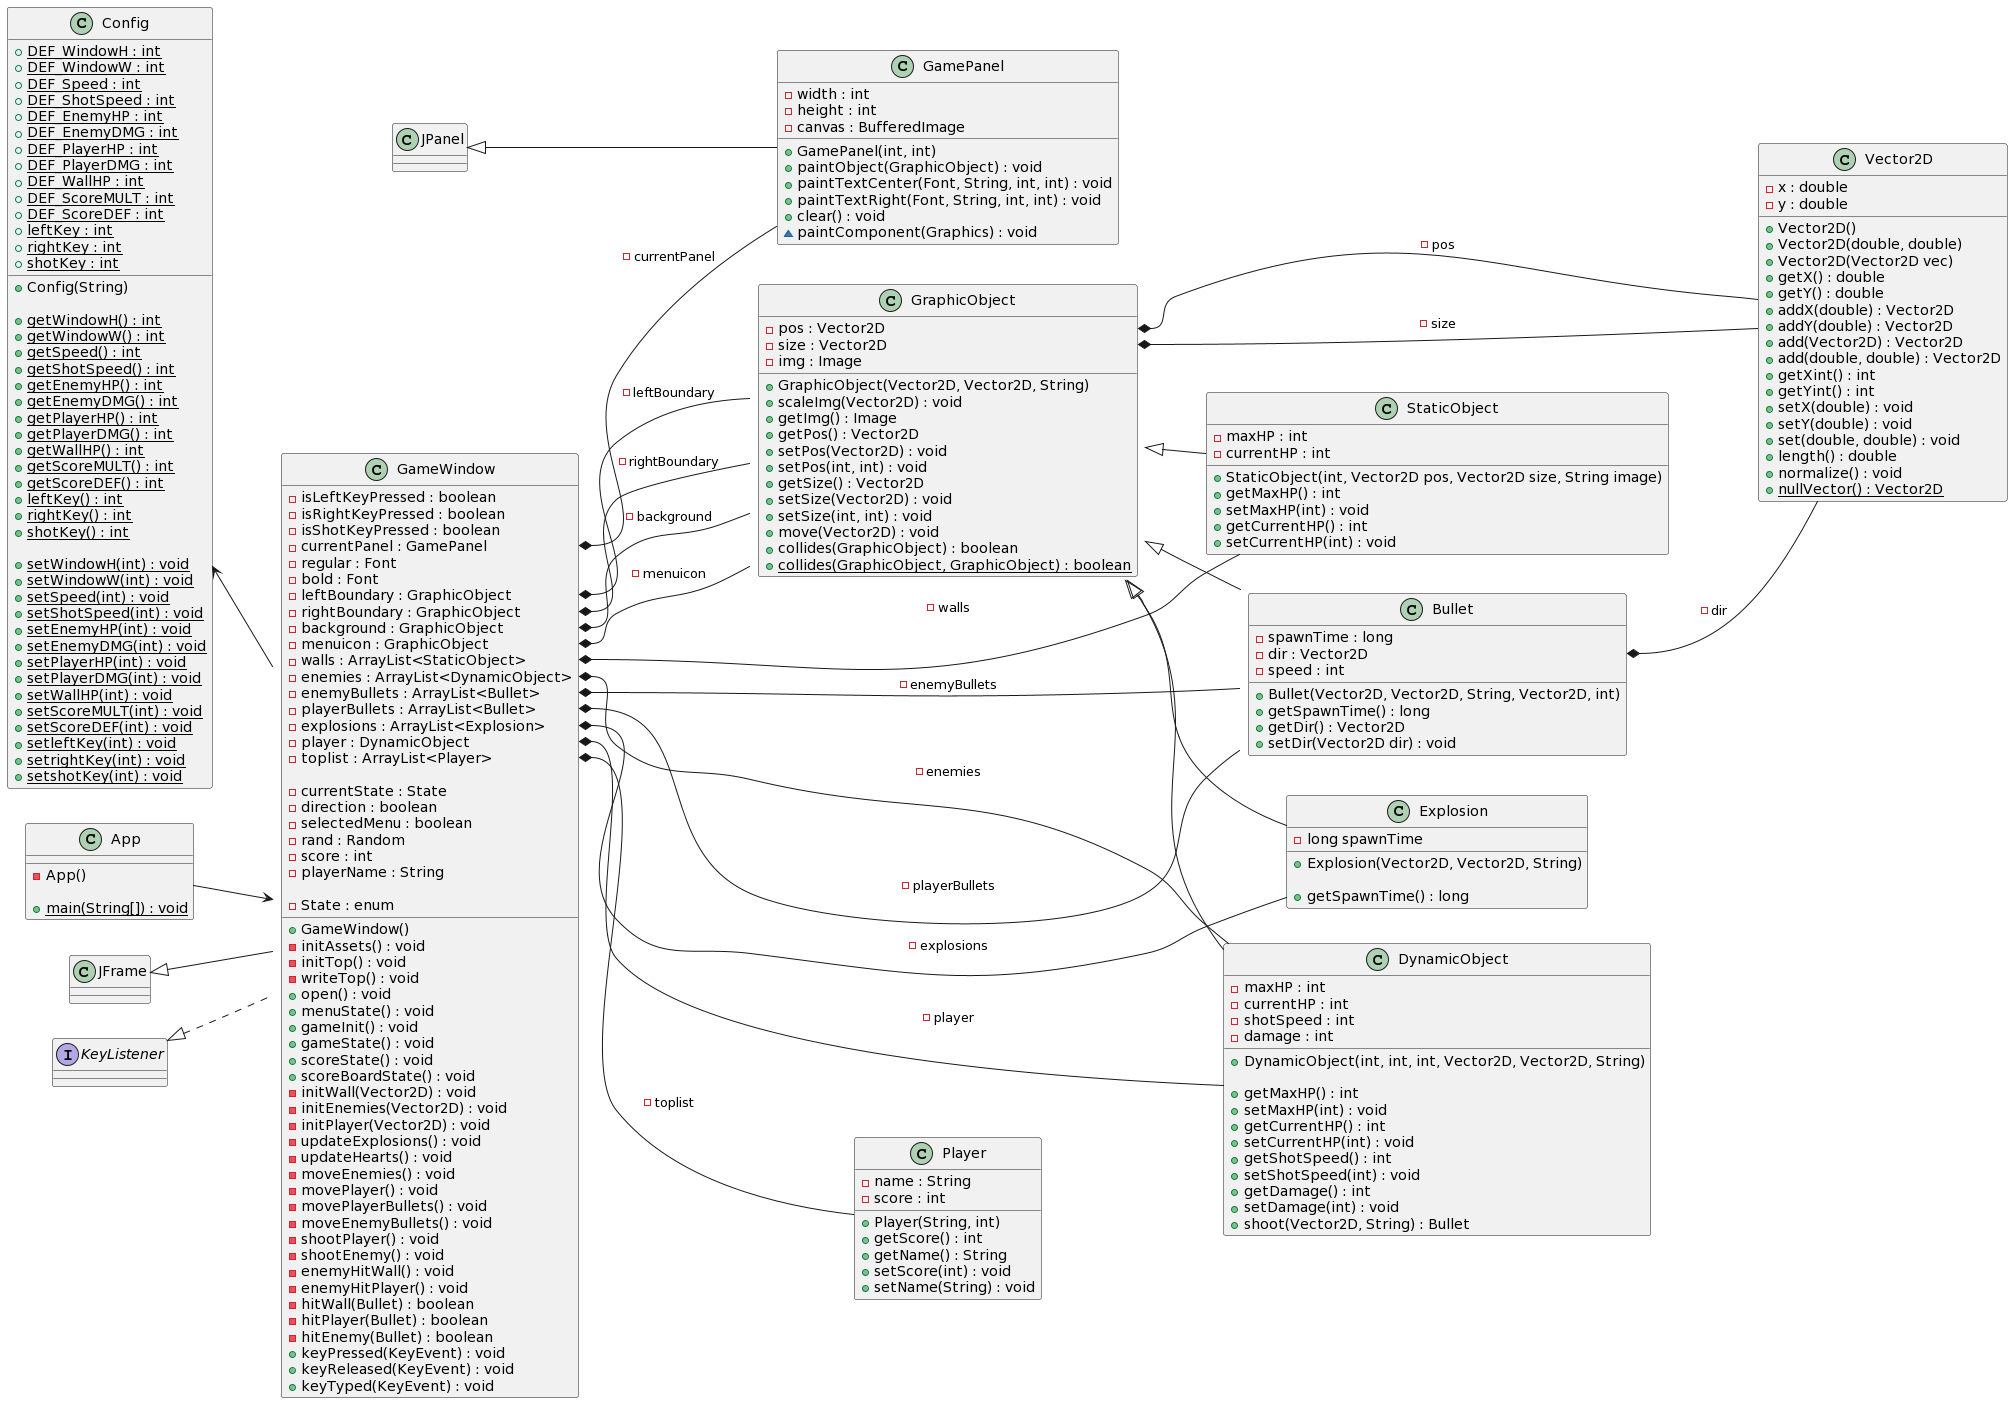 Config
DEF_WindowH : int
DEF_WindowW : int
DEF_Speed : int
DEF_ShotSpeed : int
DEF_EnemyHP : int
DEF_EnemyDMG : int
DEF_PlayerHP : int
DEF_PlayerDMG : int
DEF_WallHP : int
DEF_ScoreMULT : int
DEF_ScoreDEF : int
leftKey : int
rightKey : int
shotKey : int
Config(String)
getWindowH() : int
getWindowW() : int
getSpeed() : int
getShotSpeed() : int
getEnemyHP() : int
getEnemyDMG() : int
getPlayerHP() : int
getPlayerDMG() : int
getWallHP() : int
getScoreMULT() : int
getScoreDEF() : int
leftKey() : int
rightKey() : int
shotKey() : int
setWindowH(int) : void
setWindowW(int) : void
setSpeed(int) : void
setShotSpeed(int) : void
setEnemyHP(int) : void
setEnemyDMG(int) : void
setPlayerHP(int) : void
setPlayerDMG(int) : void
setWallHP(int) : void
setScoreMULT(int) : void
setScoreDEF(int) : void
setleftKey(int) : void
setrightKey(int) : void
setshotKey(int) : void
App
App()
main(String[]) : void
JFrame
KeyListener
JPanel
GameWindow
isLeftKeyPressed : boolean
isRightKeyPressed : boolean
isShotKeyPressed : boolean
currentPanel : GamePanel
regular : Font
bold : Font
leftBoundary : GraphicObject
rightBoundary : GraphicObject
background : GraphicObject
menuicon : GraphicObject
walls : ArrayList<StaticObject>
enemies : ArrayList<DynamicObject>
enemyBullets : ArrayList<Bullet>
playerBullets : ArrayList<Bullet>
explosions : ArrayList<Explosion>
player : DynamicObject
toplist : ArrayList<Player>
currentState : State
direction : boolean
selectedMenu : boolean
rand : Random
score : int
playerName : String
State : enum
GameWindow()
initAssets() : void
initTop() : void
writeTop() : void
open() : void
menuState() : void
gameInit() : void
gameState() : void
scoreState() : void
scoreBoardState() : void
initWall(Vector2D) : void
initEnemies(Vector2D) : void
initPlayer(Vector2D) : void
updateExplosions() : void
updateHearts() : void
moveEnemies() : void
movePlayer() : void
movePlayerBullets() : void
moveEnemyBullets() : void
shootPlayer() : void
shootEnemy() : void
enemyHitWall() : void
enemyHitPlayer() : void
hitWall(Bullet) : boolean
hitPlayer(Bullet) : boolean
hitEnemy(Bullet) : boolean
keyPressed(KeyEvent) : void
keyReleased(KeyEvent) : void
keyTyped(KeyEvent) : void
currentPanel
leftBoundary
rightBoundary
background
menuicon
walls
enemyBullets
enemies
playerBullets
explosions
player
toplist
GamePanel
width : int
height : int
canvas : BufferedImage
GamePanel(int, int)
paintObject(GraphicObject) : void
paintTextCenter(Font, String, int, int) : void
paintTextRight(Font, String, int, int) : void
clear() : void
paintComponent(Graphics) : void
GraphicObject
pos : Vector2D
size : Vector2D
img : Image
GraphicObject(Vector2D, Vector2D, String)
scaleImg(Vector2D) : void
getImg() : Image
getPos() : Vector2D
setPos(Vector2D) : void
setPos(int, int) : void
getSize() : Vector2D
setSize(Vector2D) : void
setSize(int, int) : void
move(Vector2D) : void
collides(GraphicObject) : boolean
collides(GraphicObject, GraphicObject) : boolean
Player
name : String
score : int
Player(String, int)
getScore() : int
getName() : String
setScore(int) : void
setName(String) : void
pos
size
StaticObject
maxHP : int
currentHP : int
StaticObject(int, Vector2D pos, Vector2D size, String image)
getMaxHP() : int
setMaxHP(int) : void
getCurrentHP() : int
setCurrentHP(int) : void
Bullet
spawnTime : long
dir : Vector2D
speed : int
Bullet(Vector2D, Vector2D, String, Vector2D, int)
getSpawnTime() : long
getDir() : Vector2D
setDir(Vector2D dir) : void
Explosion
long spawnTime
Explosion(Vector2D, Vector2D, String)
getSpawnTime() : long
DynamicObject
maxHP : int
currentHP : int
shotSpeed : int
damage : int
DynamicObject(int, int, int, Vector2D, Vector2D, String)
getMaxHP() : int
setMaxHP(int) : void
getCurrentHP() : int
setCurrentHP(int) : void
getShotSpeed() : int
setShotSpeed(int) : void
getDamage() : int
setDamage(int) : void
shoot(Vector2D, String) : Bullet
dir
Vector2D
x : double
y : double
Vector2D()
Vector2D(double, double)
Vector2D(Vector2D vec)
getX() : double
getY() : double
addX(double) : Vector2D
addY(double) : Vector2D
add(Vector2D) : Vector2D
add(double, double) : Vector2D
getXint() : int
getYint() : int
setX(double) : void
setY(double) : void
set(double, double) : void
length() : double
normalize() : void
nullVector() : Vector2D